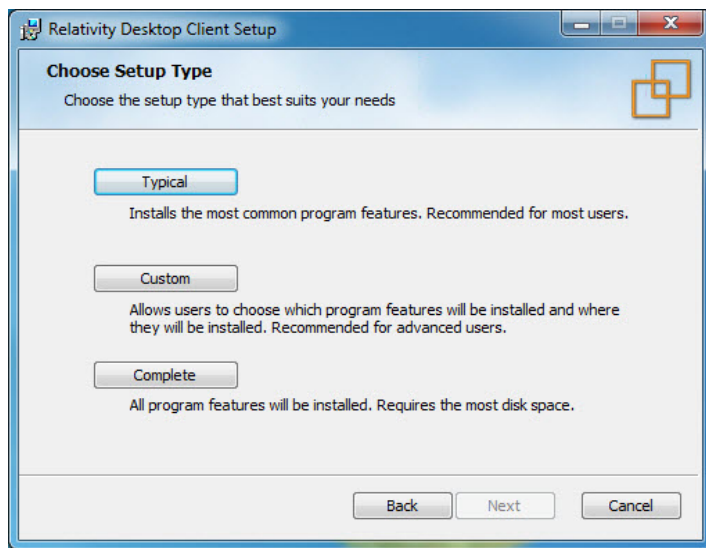 Relativity Desktop Client Setup
Choose Setup Type
Choose the setup type that best suits your needs
Typical
Installs the most common program features. Recommended for most users.
Custom
Allows users to choose which program features will be installed and where
they will be installed. Recommended for advanced users.
Complete
All program features will be installed. Requires the most disk space.
Back Next Cancel